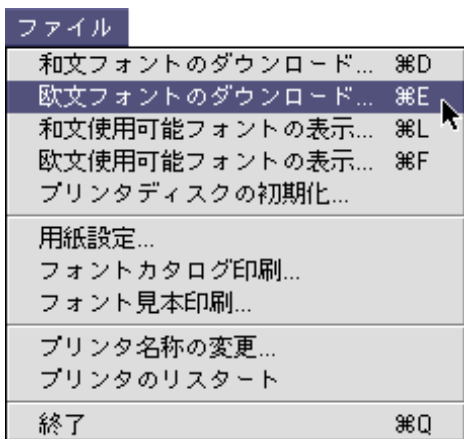 ファイル
和文フォントのダウンロード... ⌘D
欧文フォントのダウンロード... ⌘E
和文使用可能フォントの表示... ⌘L
欧文使用可能フォントの表示... ⌘F
プリンタディスクの初期化...
用紙設定...
フォントカタログ印刷...
フォント見本印刷...
プリンタ名称の変更...
プリンタのリスタート
終了 ⌘Q